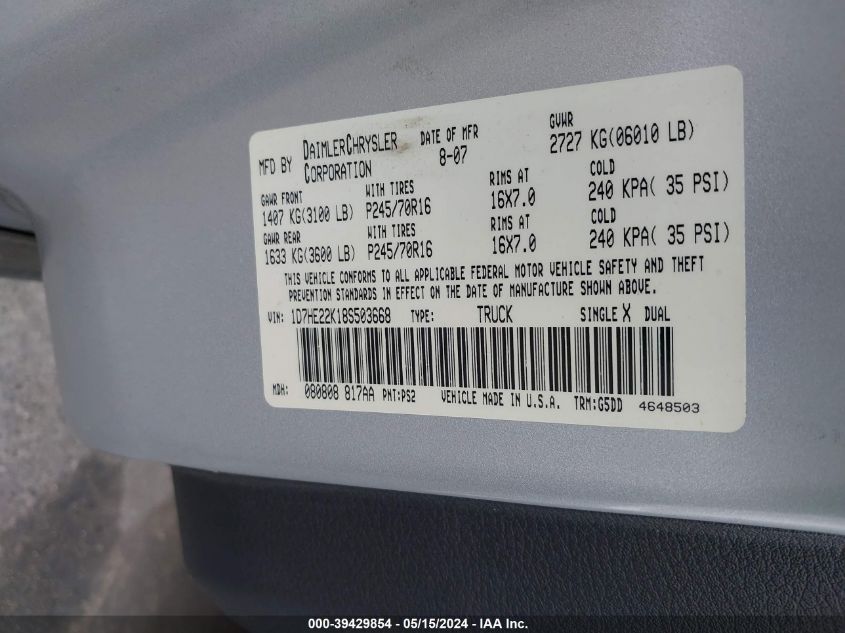 MFD BY DAIMLERCHRYSLER CORPORATION DATE OF MFR 8-07 GVWR 2727 KG(06010 LB)
GAWR FRONT WITH TIRES RIMS AT COLD
1407 KG(3100 LB) P245/70R16 16X7.0 240 KPA( 35 PSI)
GAWR REAR WITH TIRES RIMS AT COLD
1633 KG(3600 LB) P245/70R16 16X7.0 240 KPA( 35 PSI)
THIS VEHICLE CONFORMS TO ALL APPLICABLE FEDERAL MOTOR VEHICLE SAFETY AND THEFT
PREVENTION STANDARDS IN EFFECT ON THE DATE OF MANUFACTURE SHOWN ABOVE.
VIN: 1D7HE22K18S503668 TYPE: TRUCK SINGLE X DUAL
MDH: 080808 817AA PNT:PS2 VEHICLE MADE IN U.S.A. TRM:G5DD 4648503
000-39429854 - 05/15/2024 - IAA Inc.